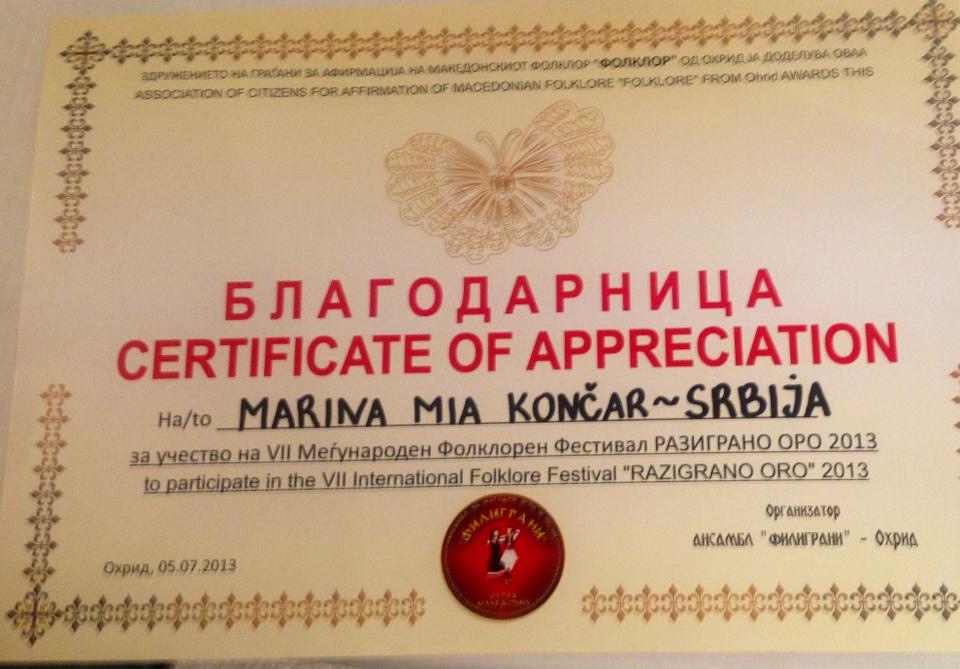 ЗДРУЖЕНИЕТО НА ГРАЃАНИ ЗА АФИРМАЦИЈА НА МАКЕДОНСКИОТ ФОЛКЛОР "ФОЛКЛОР" ОД ОХРИД ЈА ДОДЕЛУВА ОВАА
ASSOCIATION OF CITIZENS FOR AFFIRMATION OF MACEDONIAN FOLKLORE "FOLKLORE" FROM Ohrid AWARDS THIS
БЛАГОДАРНИЦА
CERTIFICATE OF APPRECIATION
На/to MARINA MIA KONČAR~SRBIJA
за учество на VII Меѓународен Фолклорен Фестивал РАЗИГРАНО ОРО 2013
to participate in the VII International Folklore Festival "RAZIGRANO ORO" 2013
Организатор
АНСАМБЛ "ФИЛИГРАНИ" - Охрид
ФИЛИГРАНИ
ОХРИД
МАКЕДОНИЈА
Охрид, 05.07.2013